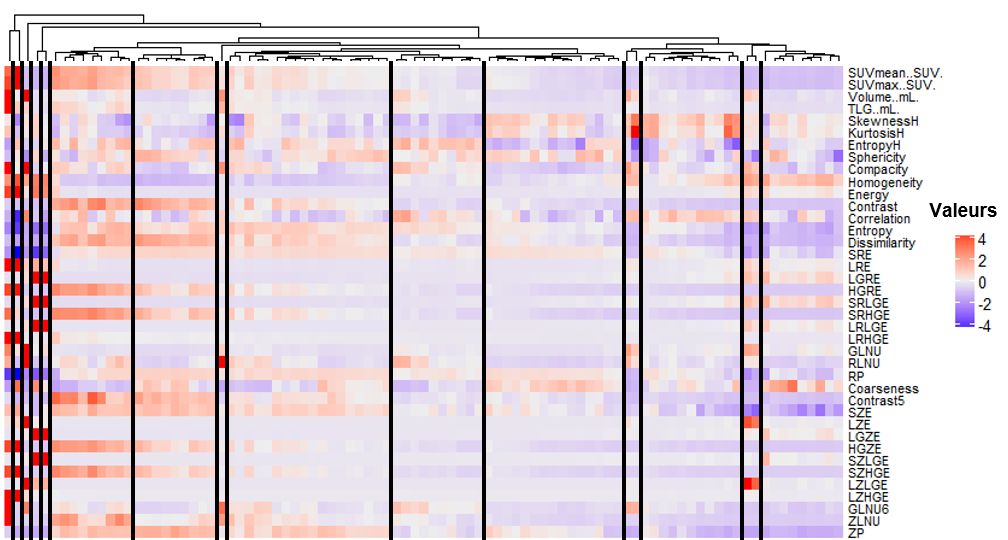 SUVmean..SUV.
SUVmax..SUV.
Volume..mL.
TLG..mL.
SkewnessH
KurtosisH
EntropyH
Sphericity
Compacity
Homogeneity
Energy
Contrast
Correlation
Entropy
Dissimilarity
SRE
LRE
LGRE
HGRE
SRLGE
SRHGE
LRLGE
LRHGE
GLNU
RLNU
RP
Coarseness
Contrast5
SZE
LZE
LGZE
HGZE
SZLGE
SZHGE
LZLGE
LZHGE
GLNU6
ZLNU
ZP
Valeurs
4
2
0
-2
-4